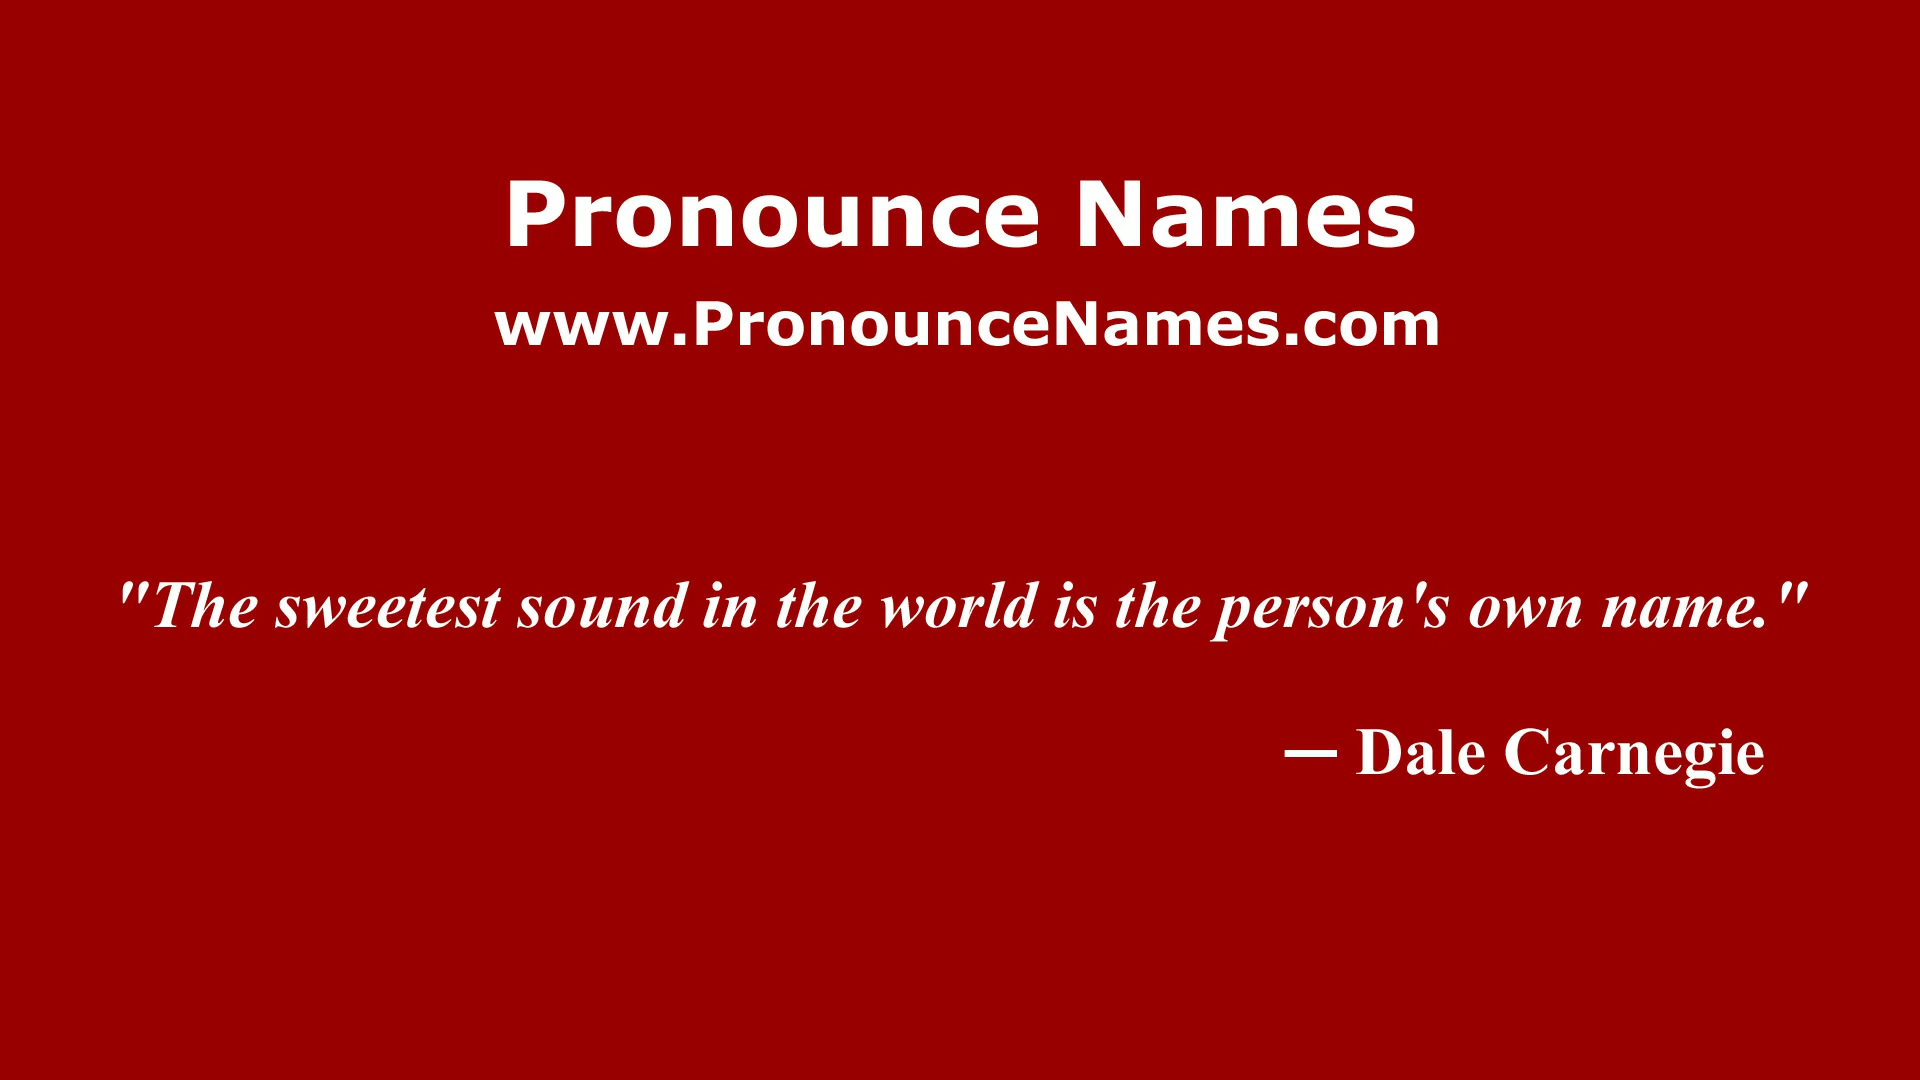 Pronounce Names
www.PronounceNames.com
"The sweetest sound in the world is the person's own name."
— Dale Carnegie